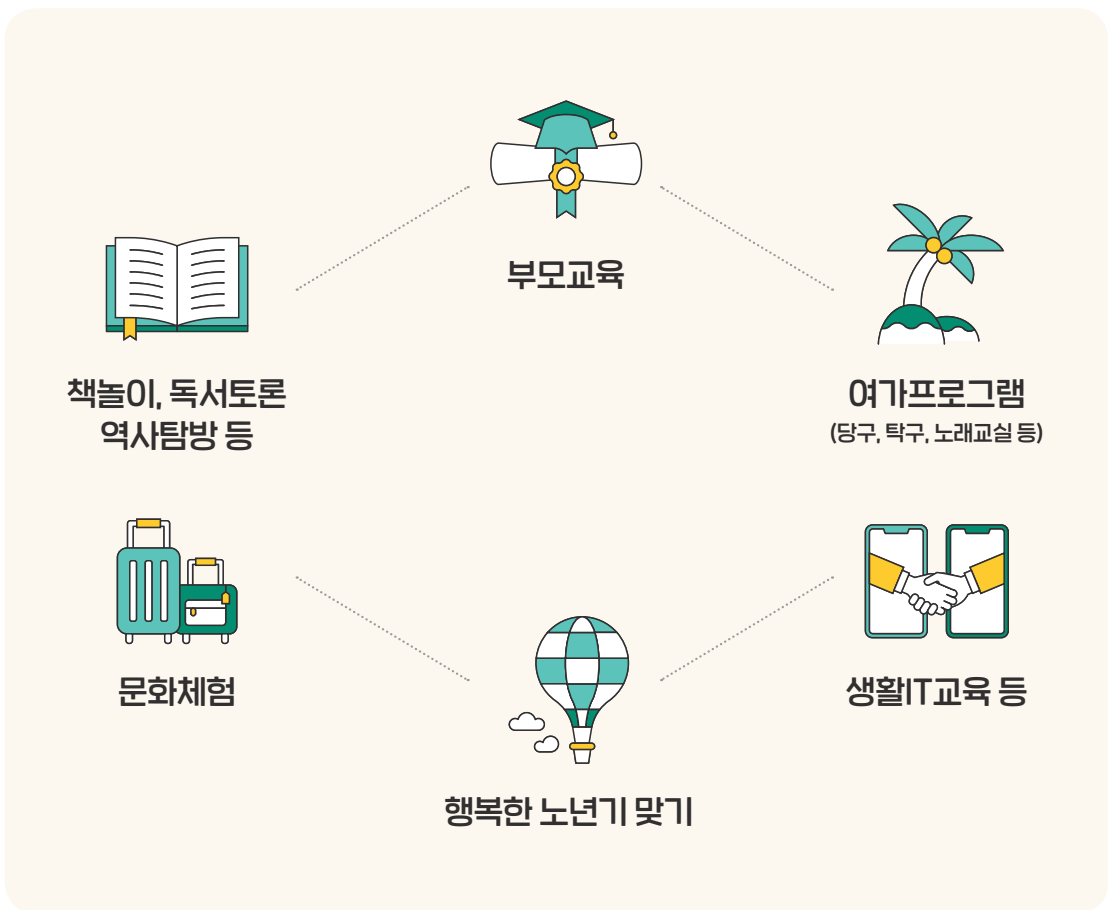 부모교육
책놀이, 독서토론
역사탐방 등
여가프로그램
(당구, 탁구, 노래교실 등)
문화체험
생활IT교육 등
행복한 노년기 맞기